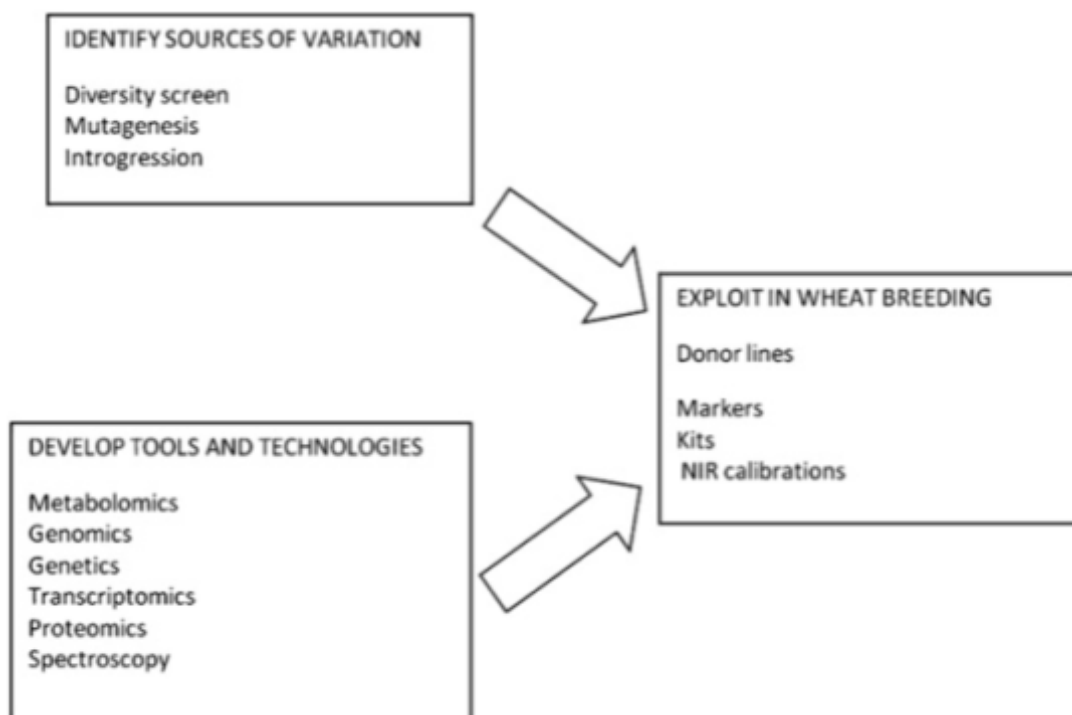 IDENTIFY SOURCES OF VARIATION
Diversity screen
Mutagenesis
Introgression
EXPLOIT IN WHEAT BREEDING
Donor lines
Markers
Kits
NIR calibrations
DEVELOP TOOLS AND TECHNOLOGIES
Metabolomics
Genomics
Genetics
Transcriptomics
Proteomics
Spectroscopy